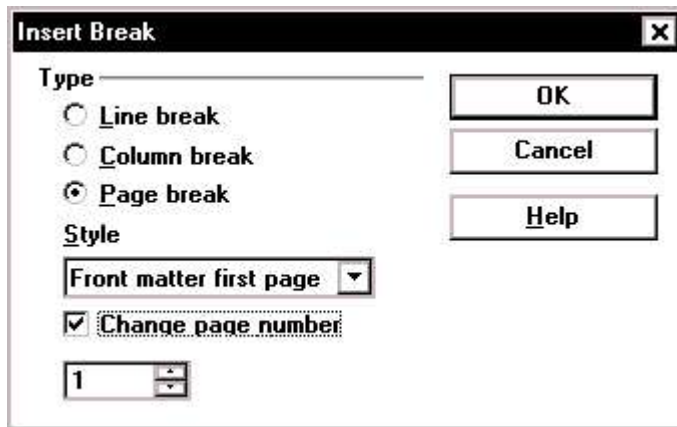 Insert Break
Type
Line break
Column break
Page break
Style
Front matter first page
Change page number
1
OK
Cancel
Help